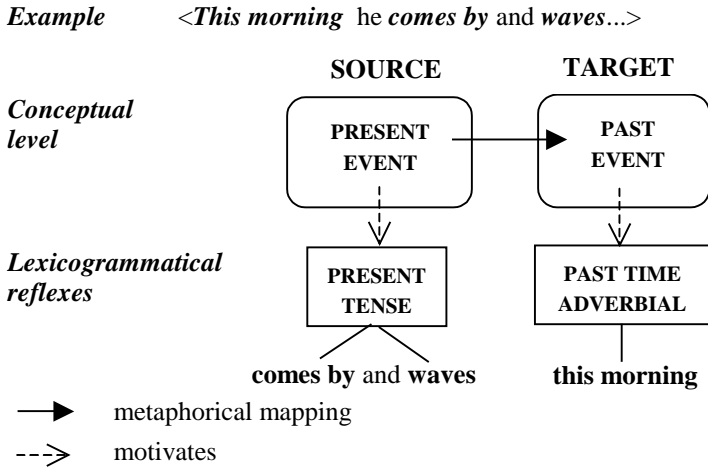 Example <This morning he comes by and waves...>
SOURCE TARGET
Conceptual
level
PRESENT
EVENT
PAST
EVENT
Lexicogrammatical
reflexes
PRESENT
TENSE
PAST TIME
ADVERBIAL
comes by and waves this morning
metaphorical mapping
motivates